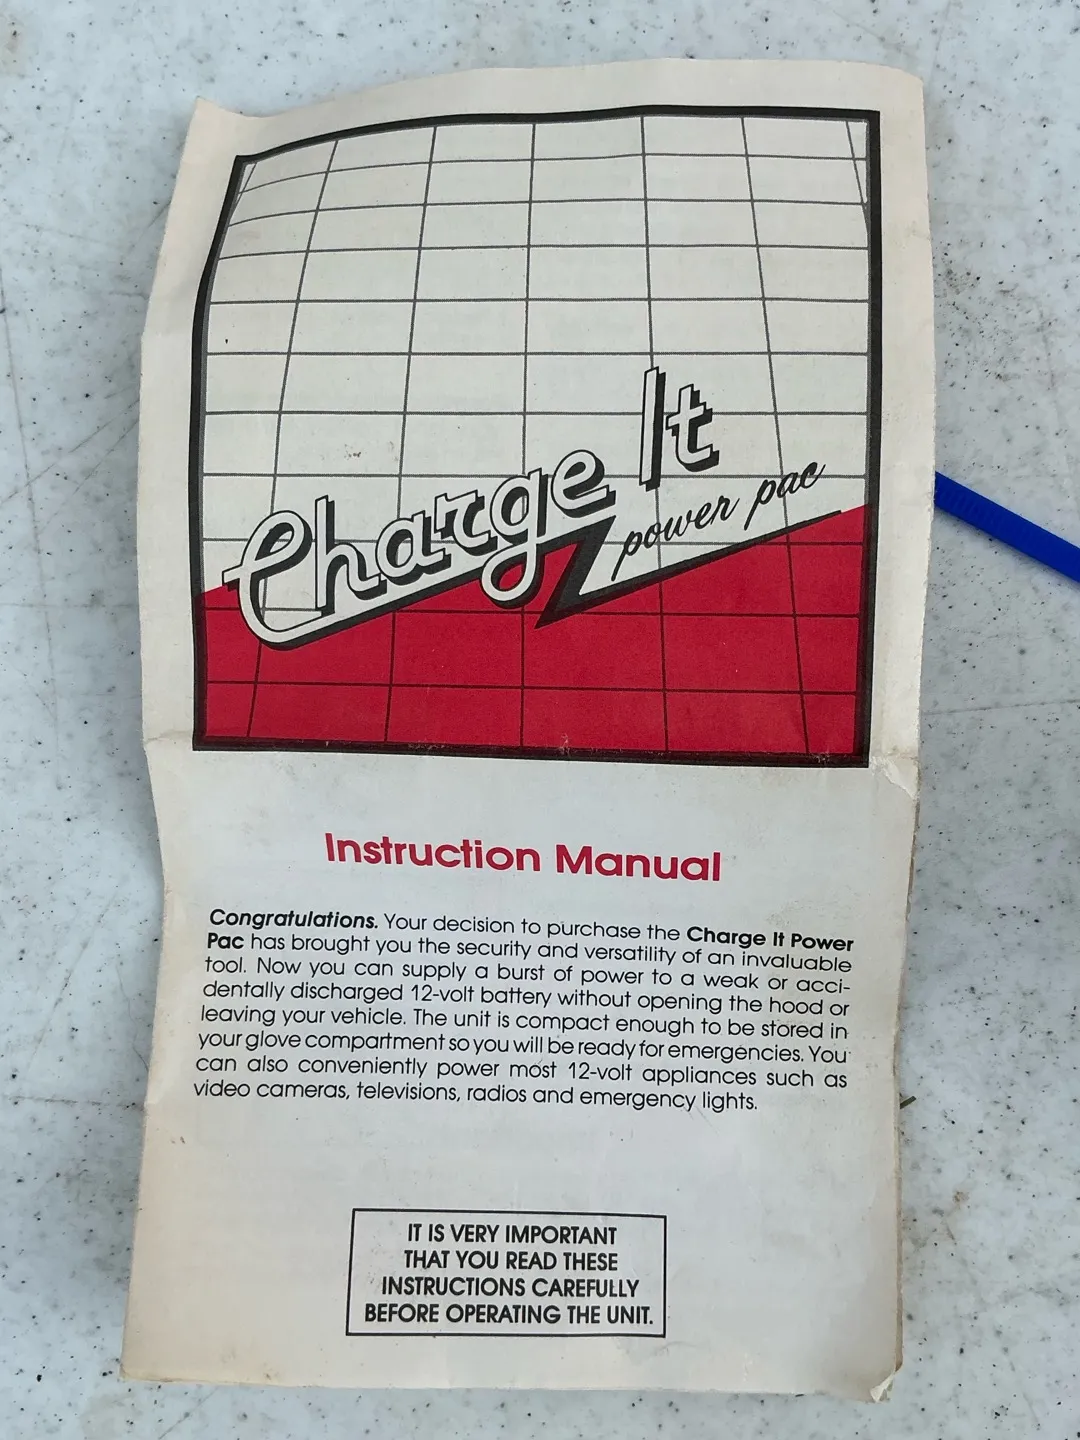 Charge It
power pac
Instruction Manual
Congratulations. Your decision to purchase the Charge It Power
Pac has brought you the security and versatility of an invaluable
tool. Now you can supply a burst of power to a weak or acci-
dentally discharged 12-volt battery without opening the hood or
leaving your vehicle. The unit is compact enough to be stored in
your glove compartment so you will be ready for emergencies. You
can also conveniently power most 12-volt appliances such as
video cameras, televisions, radios and emergency lights.
IT IS VERY IMPORTANT
THAT YOU READ THESE
INSTRUCTIONS CAREFULLY
BEFORE OPERATING THE UNIT.